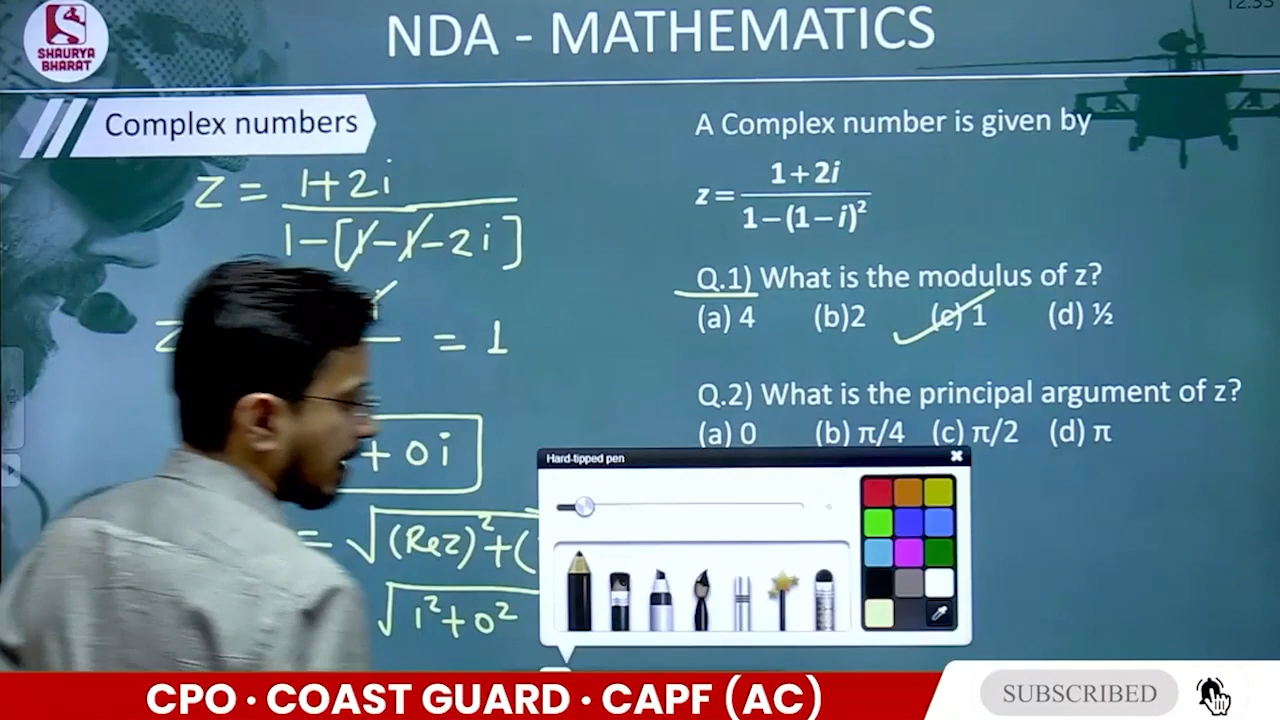 SHAURYA
BHARAT
NDA - MATHEMATICS
Complex numbers
z = 1+2i
1-[1-1-2i]
= 1
+ 0i
= √(Rez)²+(
√1²+0²
A Complex number is given by
z = 1+2i
1-(1-i)²
Q.1) What is the modulus of z?
(a) 4 (b)2 (c) 1 (d) ½
Q.2) What is the principal argument of z?
(a) 0 (b) π/4 (c) π/2 (d) π
Hard-tipped pen
CPO · COAST GUARD · CAPF (AC)
SUBSCRIBED